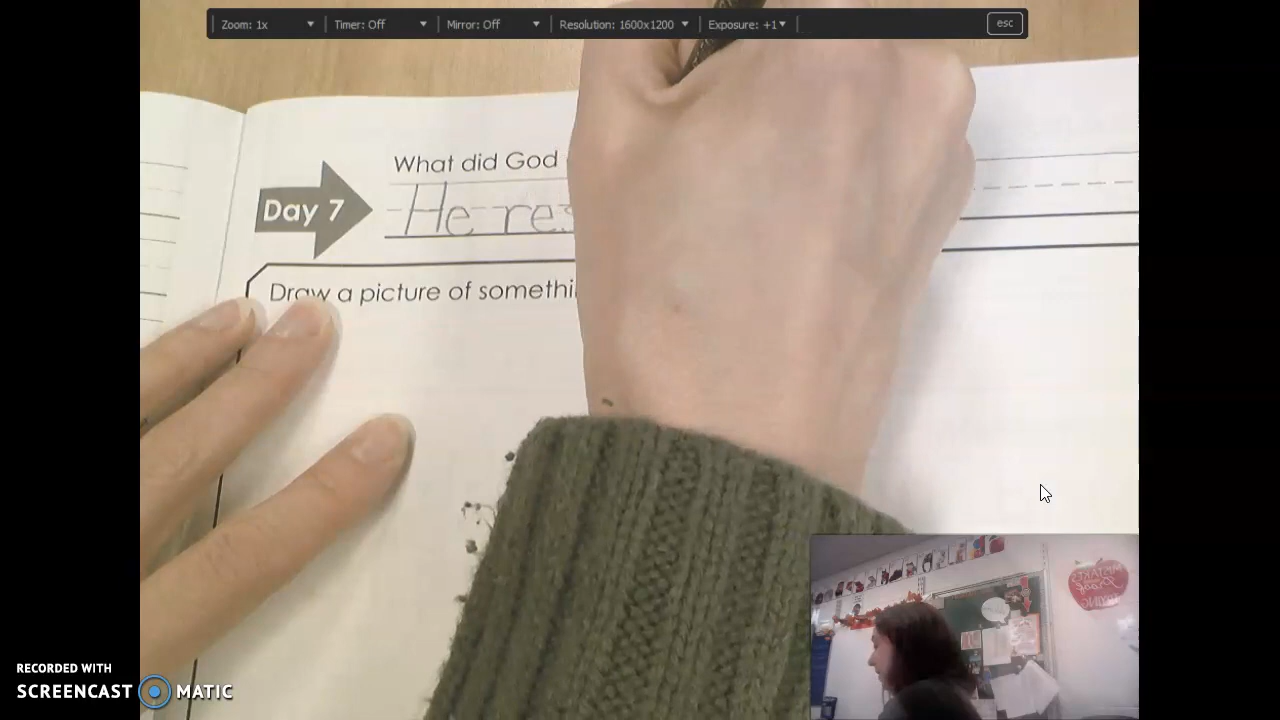 Zoom: 1x Timer: Off Mirror: Off Resolution: 1600x1200 Exposure: +1 esc
What did God
Day 7
He res
Draw a picture of somethi
RECORDED WITH
SCREENCAST MATIC